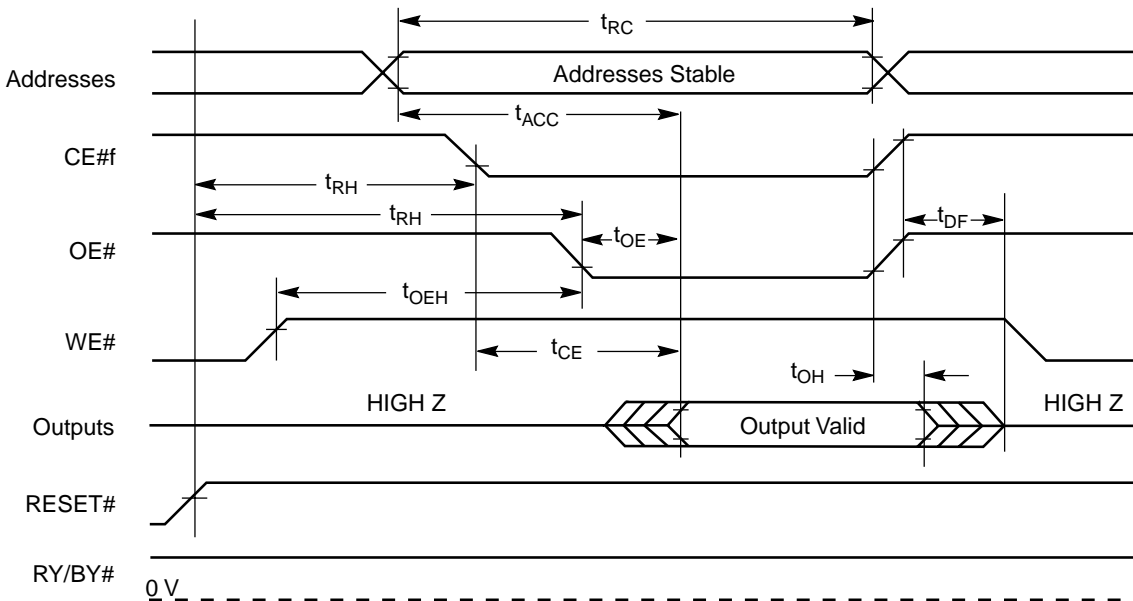 tRC
Addresses
Addresses Stable
tACC
CE#f
tRH
tRH
tDF
OE#
tOE
tOEH
WE#
tCE
tOH
HIGH Z
HIGH Z
Outputs
Output Valid
RESET#
RY/BY#
0 V